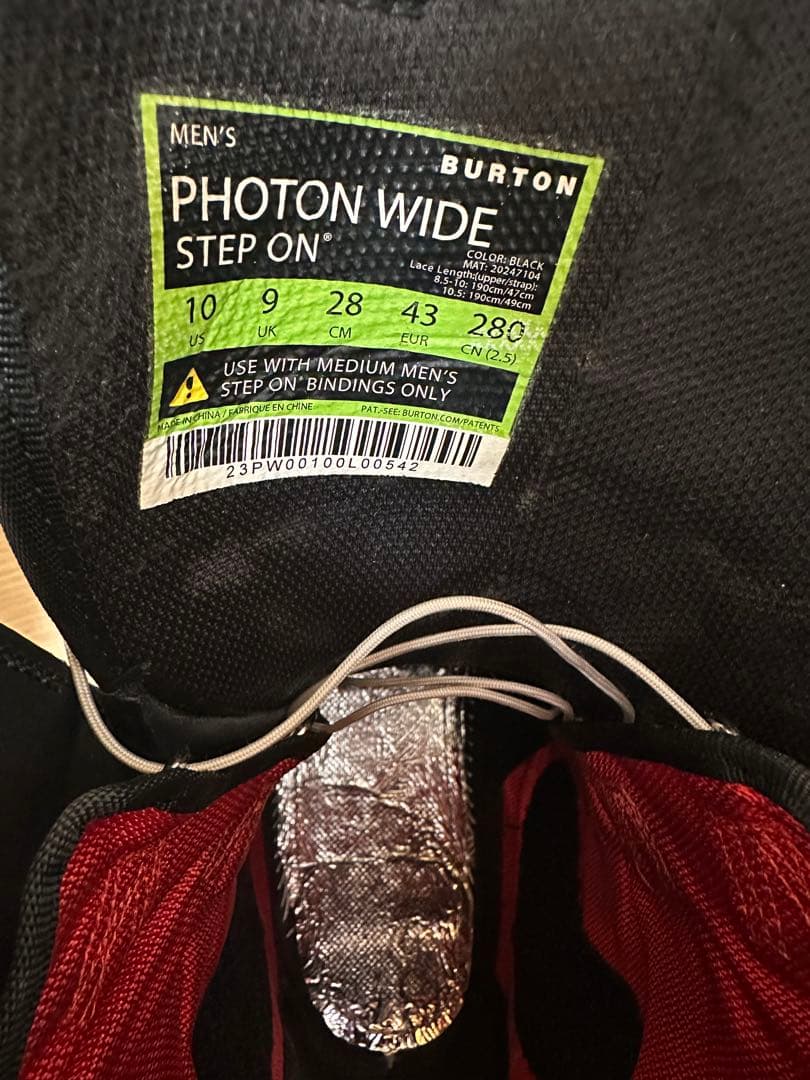 MEN'S
BURTON
PHOTON WIDE
STEP ON®
COLOR: BLACK
MAT: 20247104
Lace Length:(upper/strap):
8.5-10: 190cm/47cm
10.5: 190cm/49cm
10 9 28 43 280
US UK CM EUR CN (2.5)
USE WITH MEDIUM MEN'S
STEP ON® BINDINGS ONLY
MADE IN CHINA / FABRIQUE EN CHINE PAT.-SEE: BURTON.COM/PATENTS
23PW00100L00542